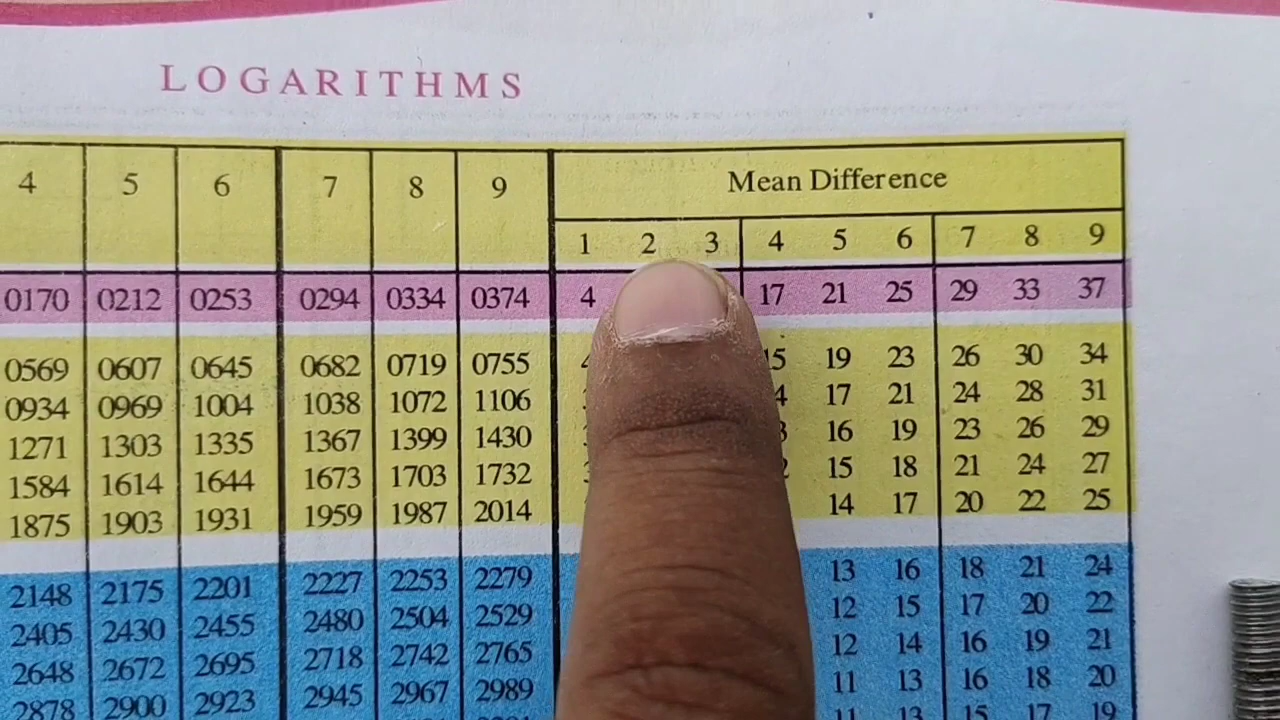 LOGARITHMS
4 5 6 7 8 9 Mean Difference
1 2 3 4 5 6 7 8 9
0170 0212 0253 0294 0334 0374 4 17 21 25 29 33 37
0569 0607 0645 0682 0719 0755 19 23 26 30 34
0934 0969 1004 1038 1072 1106 17 21 24 28 31
1271 1303 1335 1367 1399 1430 16 19 23 26 29
1584 1614 1644 1673 1703 1732 15 18 21 24 27
1875 1903 1931 1959 1987 2014 14 17 20 22 25
2148 2175 2201 2227 2253 2279 13 16 18 21 24
2405 2430 2455 2480 2504 2529 12 15 17 20 22
2648 2672 2695 2718 2742 2765 12 14 16 19 21
2878 2900 2923 2945 2967 2989 11 13 16 18 20
11 13 15 17 19